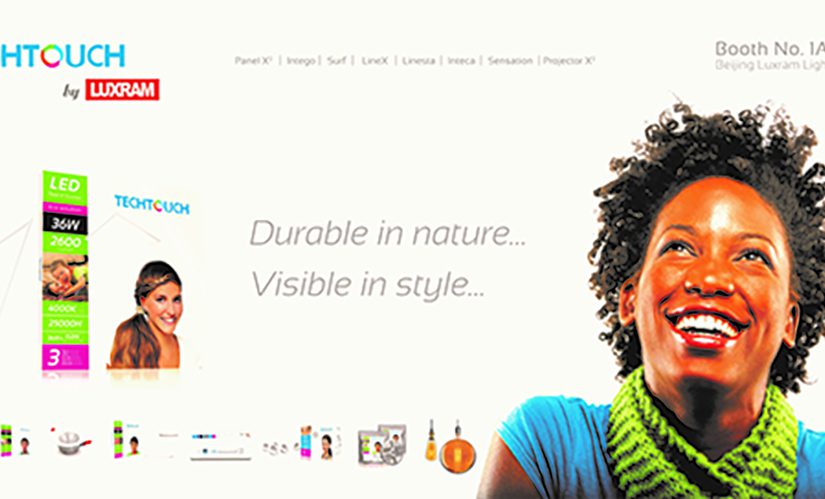 HTOUCH
by LUXRAM
Panel X³ | Intego | Surf | LineX | Linesta | Inteca | Sensation | Projector X³
Booth No. 1A
Beijing Luxram Ligh
LED
36W
2600
4000K
25000H
3
TECHTOUCH
Durable in nature...
Visible in style...